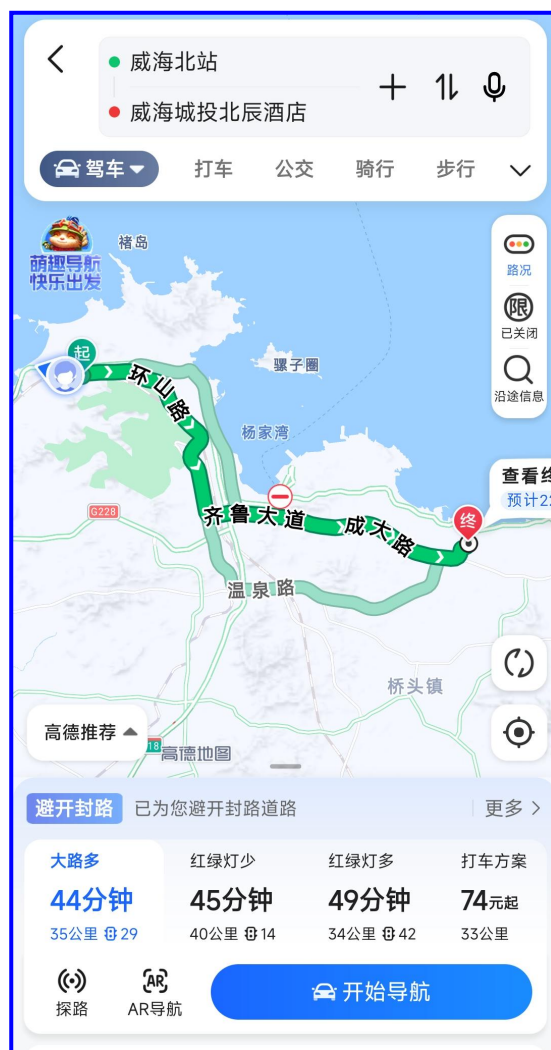 威海北站
威海城投北辰酒店
驾车
打车
公交
骑行
步行
萌趣导航
快乐出发
褚岛
路况
限
已关闭
沿途信息
起
环山路
骡子圈
杨家湾
查看终
预计22
G228
齐鲁大道
成大路
终
温泉路
桥头镇
高德推荐
18
高德地图
避开封路
已为您避开封路道路
更多
大路多
红绿灯少
红绿灯多
打车方案
44分钟
45分钟
49分钟
74元起
35公里 29
40公里 14
34公里 42
33公里
AR
探路
AR导航
开始导航